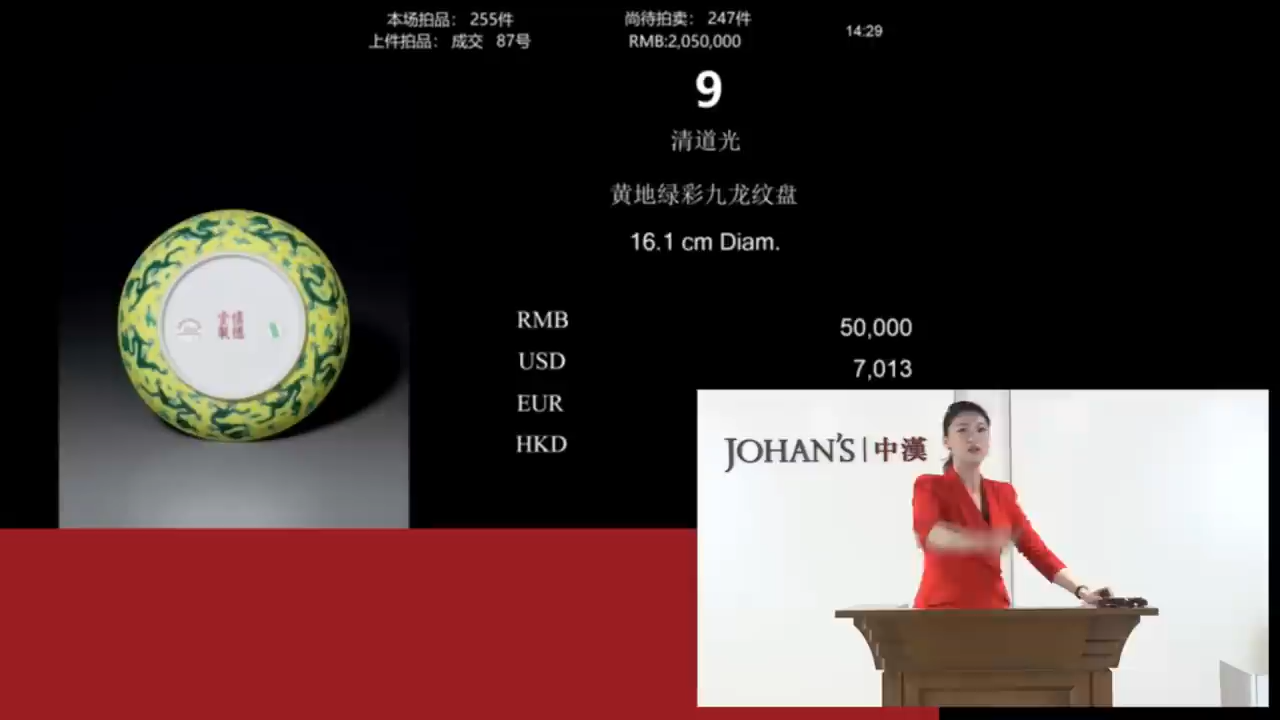 本场拍品： 255件
尚待拍卖： 247件
上件拍品： 成交 87号
RMB:2,050,000
14:29
9
清道光
黄地绿彩九龙纹盘
16.1 cm Diam.
RMB 50,000
USD 7,013
EUR
HKD
JOHAN'S | 中漢